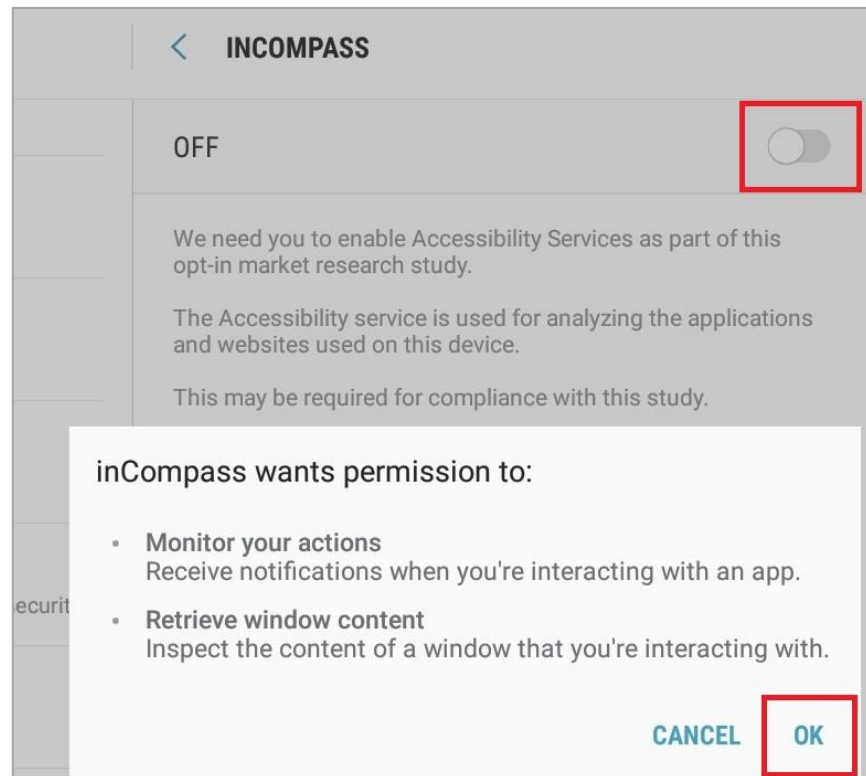 INCOMPASS
OFF
We need you to enable Accessibility Services as part of this
opt-in market research study.
The Accessibility service is used for analyzing the applications
and websites used on this device.
This may be required for compliance with this study.
inCompass wants permission to:
• Monitor your actions
Receive notifications when you're interacting with an app.
ecurit
• Retrieve window content
Inspect the content of a window that you're interacting with.
CANCEL OK